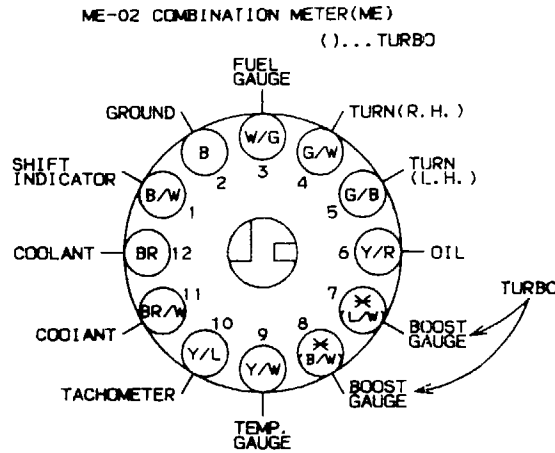 ME-02 COMBINATION METER(ME)
()...TURBO
FUEL
GAUGE
GROUND
TURN(R.H.)
W/G
B
G/W
SHIFT
INDICATOR
TURN
(L.H.)
2
3
4
B/W
G/B
1
5
COOLANT
BR
12
6
Y/R
OIL
11
7
TURBO
BR/W
(L/W)
COOIANT
10
9
8
BOOST
GAUGE
Y/L
Y/W
(B/W)
TACHOMETER
BOOST
GAUGE
TEMP.
GAUGE